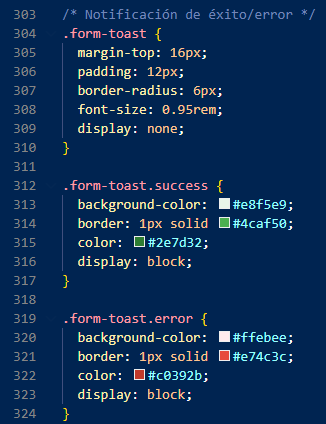 303 /* Notificación de éxito/error */
304 .form-toast {
305 margin-top: 16px;
306 padding: 12px;
307 border-radius: 6px;
308 font-size: 0.95rem;
309 display: none;
310 }
311
312 .form-toast.success {
313 background-color: #e8f5e9;
314 border: 1px solid #4caf50;
315 color: #2e7d32;
316 display: block;
317 }
318
319 .form-toast.error {
320 background-color: #ffebee;
321 border: 1px solid #e74c3c;
322 color: #c0392b;
323 display: block;
324 }